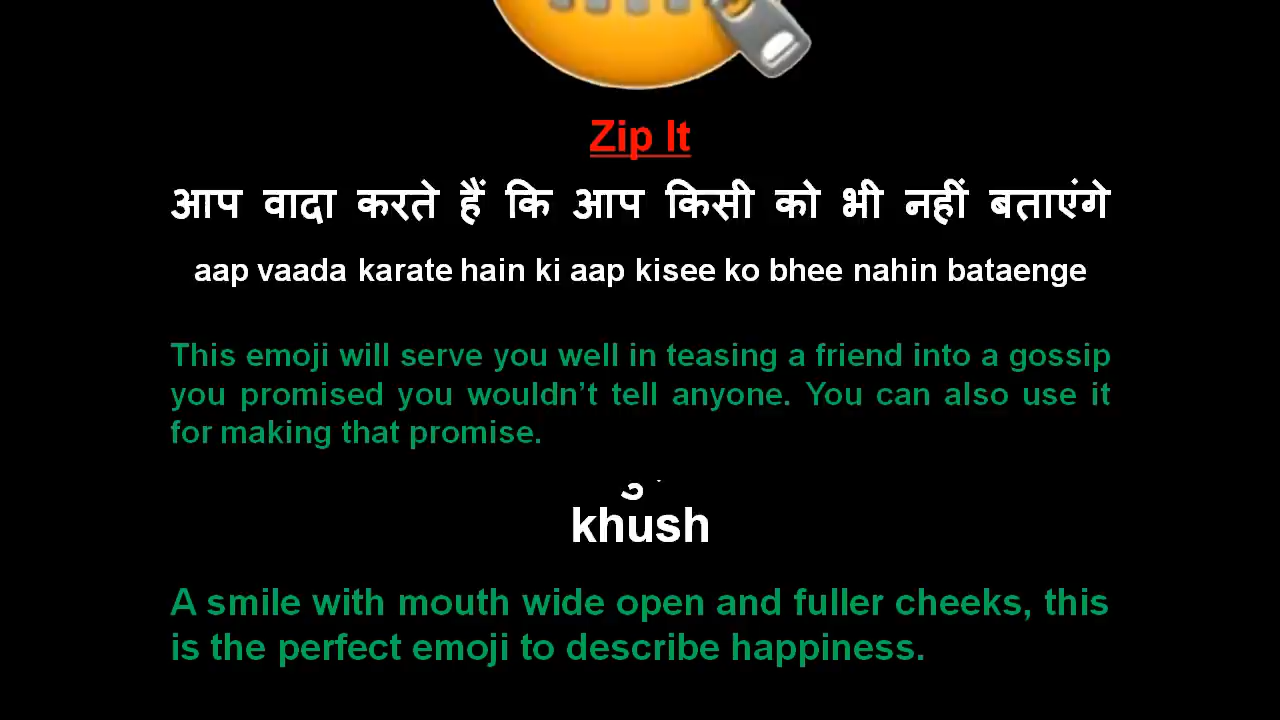 Zip It
आप वादा करते हैं कि आप किसी को भी नहीं बताएंगे
aap vaada karate hain ki aap kisee ko bhee nahin bataenge
This emoji will serve you well in teasing a friend into a gossip
you promised you wouldn’t tell anyone. You can also use it
for making that promise.
khush
A smile with mouth wide open and fuller cheeks, this
is the perfect emoji to describe happiness.